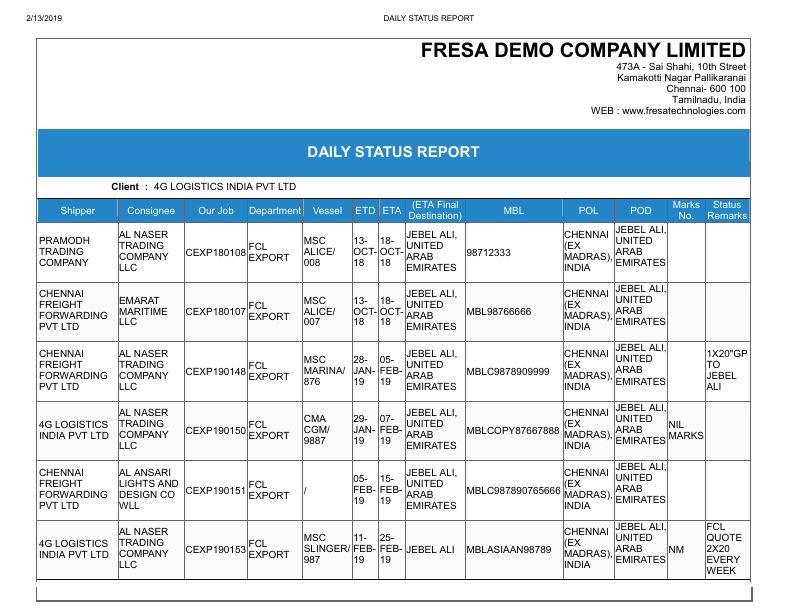 2/13/2019 DAILY STATUS REPORT
FRESA DEMO COMPANY LIMITED
473A - Sai Shahi, 10th Street
Kamakotti Nagar Pallikaranai
Chennai- 600 100
Tamilnadu, India
WEB : www.fresatechnologies.com
DAILY STATUS REPORT
Client : 4G LOGISTICS INDIA PVT LTD
Shipper Consignee Our Job Department Vessel ETD ETA (ETA Final Destination) MBL POL POD Marks No. Status Remarks
PRAMODH TRADING COMPANY AL NASER TRADING COMPANY LLC CEXP180108 FCL EXPORT MSC ALICE/ 008 13-OCT-18 18-OCT-18 JEBEL ALI, UNITED ARAB EMIRATES 98712333 CHENNAI (EX MADRAS), INDIA JEBEL ALI, UNITED ARAB EMIRATES
CHENNAI FREIGHT FORWARDING PVT LTD EMARAT MARITIME LLC CEXP180107 FCL EXPORT MSC ALICE/ 007 13-OCT-18 18-OCT-18 JEBEL ALI, UNITED ARAB EMIRATES MBL98766666 CHENNAI (EX MADRAS), INDIA JEBEL ALI, UNITED ARAB EMIRATES
CHENNAI FREIGHT FORWARDING PVT LTD AL NASER TRADING COMPANY LLC CEXP190148 FCL EXPORT MSC MARINA/ 876 28-JAN-19 05-FEB-19 JEBEL ALI, UNITED ARAB EMIRATES MBLC9878909999 CHENNAI (EX MADRAS), INDIA JEBEL ALI, UNITED ARAB EMIRATES 1X20"GP TO JEBEL ALI
4G LOGISTICS INDIA PVT LTD AL NASER TRADING COMPANY LLC CEXP190150 FCL EXPORT CMA CGM/ 9887 29-JAN-19 07-FEB-19 JEBEL ALI, UNITED ARAB EMIRATES MBLCOPY87667888 CHENNAI (EX MADRAS), INDIA JEBEL ALI, UNITED ARAB EMIRATES NIL MARKS
CHENNAI FREIGHT FORWARDING PVT LTD AL ANSARI LIGHTS AND DESIGN CO WLL CEXP190151 FCL EXPORT / 05-FEB-19 15-FEB-19 JEBEL ALI, UNITED ARAB EMIRATES MBLC987890765666 CHENNAI (EX MADRAS), INDIA JEBEL ALI, UNITED ARAB EMIRATES
4G LOGISTICS INDIA PVT LTD AL NASER TRADING COMPANY LLC CEXP190153 FCL EXPORT MSC SLINGER/ 987 11-FEB-19 25-FEB-19 JEBEL ALI MBLASIAAN98789 CHENNAI (EX MADRAS), INDIA JEBEL ALI, UNITED ARAB EMIRATES NM FCL QUOTE 2X20 EVERY WEEK